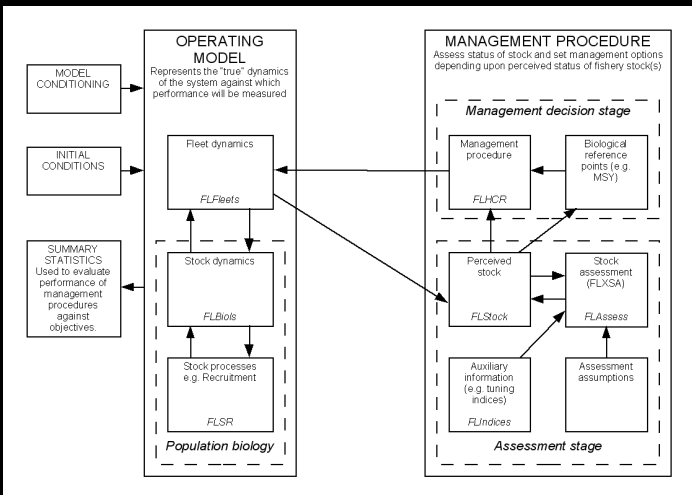 OPERATING
MODEL
Represents the "true" dynamics
of the system against which
performance will be measured
MANAGEMENT PROCEDURE
Assess status of stock and set management options
depending upon perceived status of fishery stock(s)
MODEL
CONDITIONING
INITIAL
CONDITIONS
SUMMARY
STATISTICS
Used to evaluate
performance of
management
procedures
against
objectives.
Fleet dynamics
FLFleets
Stock dynamics
FLBiols
Stock processes
e.g. Recruitment
FLSR
Population biology
Management decision stage
Management
procedure
FLHCR
Biological
reference
points (e.g.
MSY)
Perceived
stock
FLStock
Stock
assessment
(FLXSA)
FLAssess
Auxiliary
information
(e.g. tuning
indices)
FLIndices
Assessment
assumptions
Assessment stage